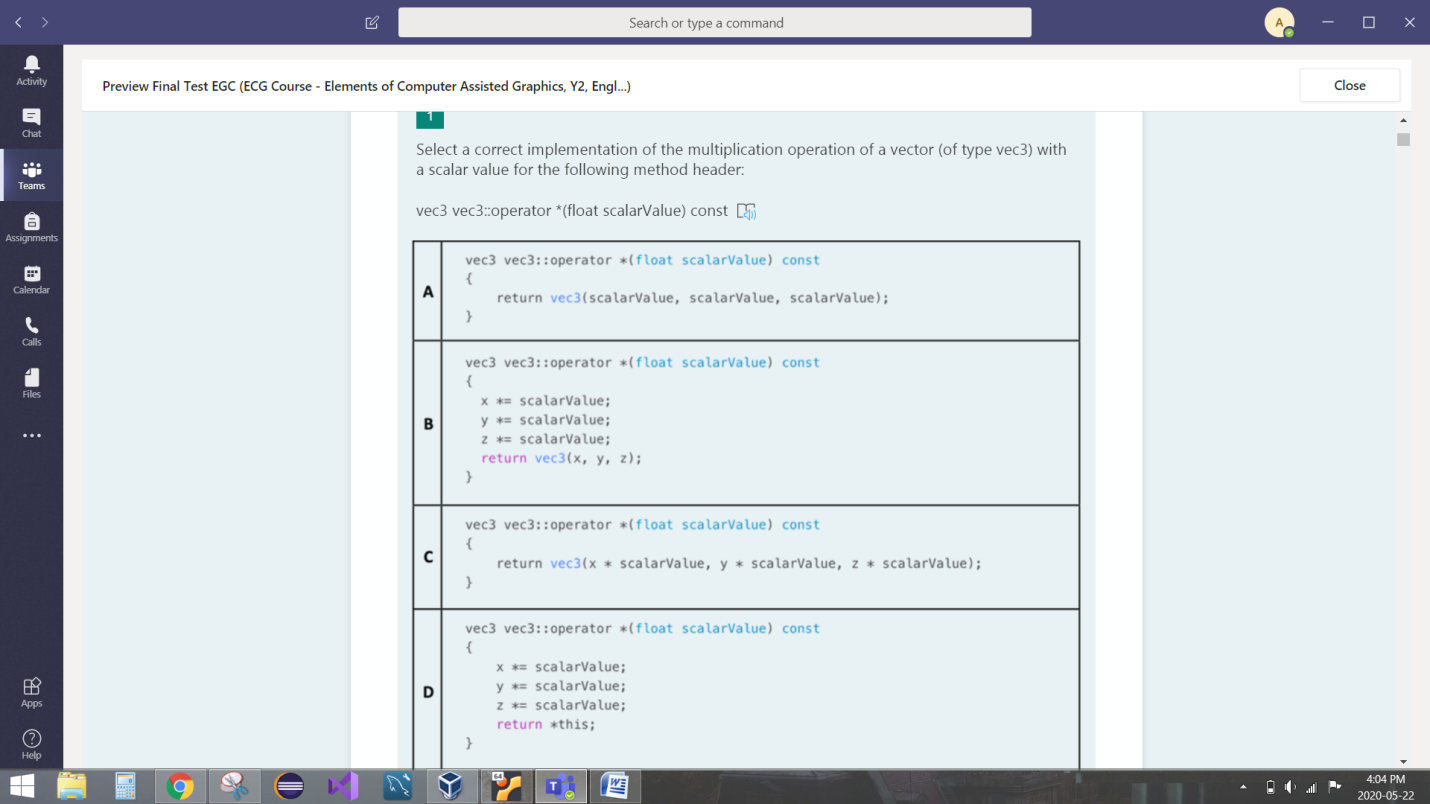 Search or type a command
A
Activity
Chat
Teams
Assignments
Calendar
Calls
Files
Apps
Help
Preview Final Test EGC (ECG Course - Elements of Computer Assisted Graphics, Y2, Engl...)
Close
1
Select a correct implementation of the multiplication operation of a vector (of type vec3) with
a scalar value for the following method header:
vec3 vec3::operator *(float scalarValue) const
A
vec3 vec3::operator *(float scalarValue) const
{
return vec3(scalarValue, scalarValue, scalarValue);
}
B
vec3 vec3::operator *(float scalarValue) const
{
x *= scalarValue;
y *= scalarValue;
z *= scalarValue;
return vec3(x, y, z);
}
C
vec3 vec3::operator *(float scalarValue) const
{
return vec3(x * scalarValue, y * scalarValue, z * scalarValue);
}
D
vec3 vec3::operator *(float scalarValue) const
{
x *= scalarValue;
y *= scalarValue;
z *= scalarValue;
return *this;
}
64
T
W
4:04 PM
2020-05-22